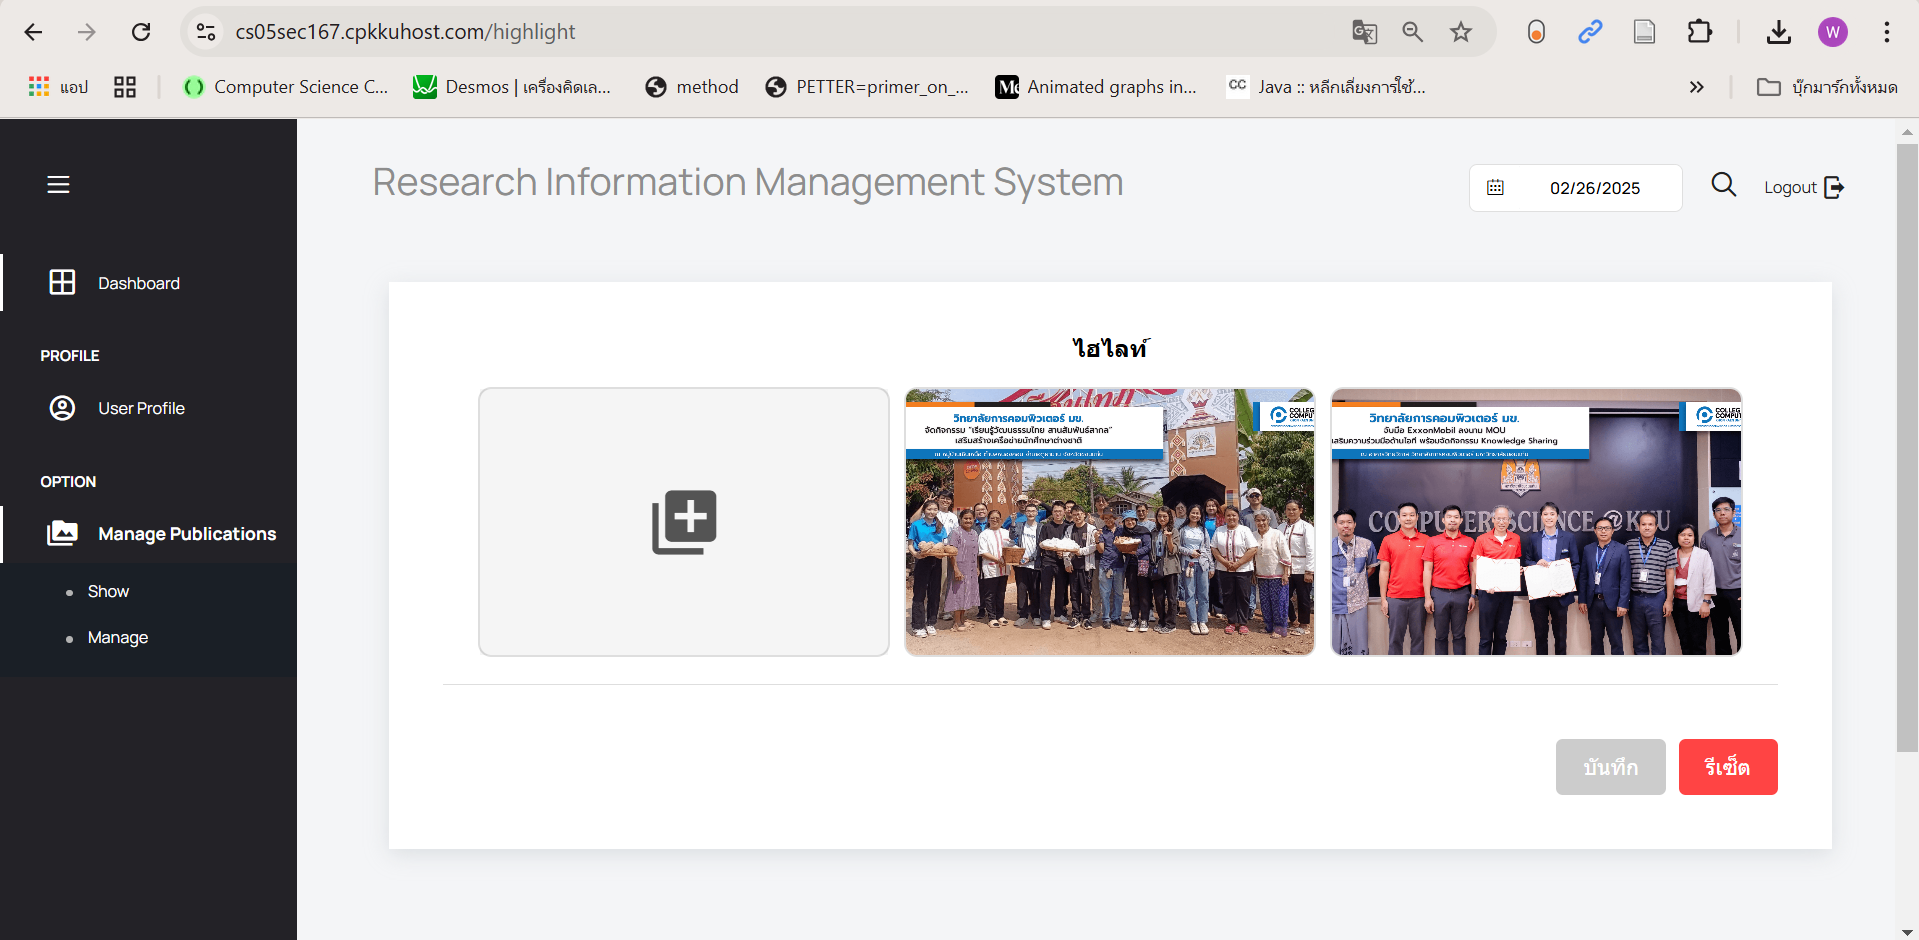 cs05sec167.cpkkuhost.com/highlight
W
แอป
Computer Science C...
Desmos | เครื่องคิดเล...
method
PETTER=primer_on_...
Animated graphs in...
CC
Java :: หลีกเลี่ยงการใช้...
บุ๊กมาร์กทั้งหมด
Research Information Management System
02/26/2025
Logout
Dashboard
PROFILE
User Profile
OPTION
Manage Publications
Show
Manage
ไฮไลท์
วิทยาลัยการคอมพิวเตอร์ มข.
จัดกิจกรรม "เรียนรู้วัฒนธรรมไทย สานสัมพันธ์สากล"
เสริมสร้างเครือข่ายนักศึกษาต่างชาติ
COLLEG
COMPU
วิทยาลัยการคอมพิวเตอร์ มข.
จับมือ ExxonMobil ลงนาม MOU
เสริมความร่วมมือด้านไอที พร้อมจัดกิจกรรม Knowledge Sharing
COLLEG
COMPUT
COMPUTER SCIENCE @KKU
บันทึก
รีเซ็ต